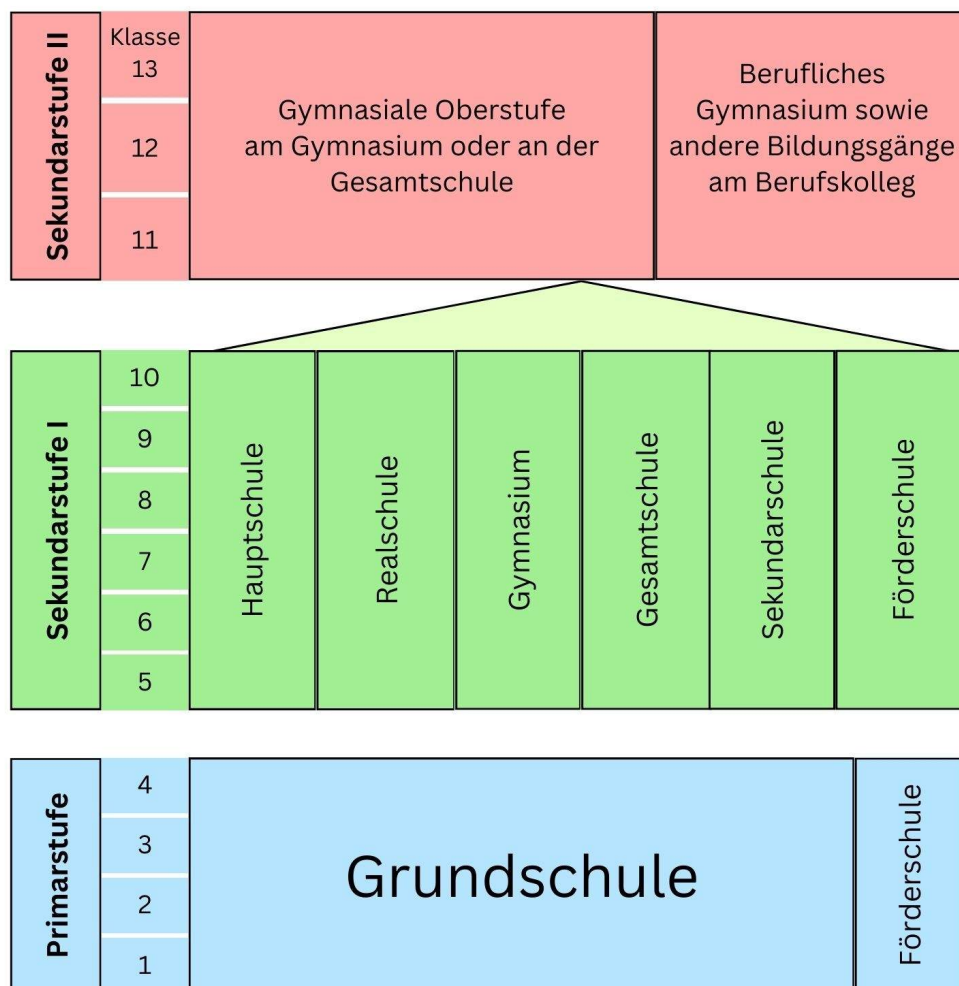 Sekundarstufe II
Klasse
13
12
11
Gymnasiale Oberstufe
am Gymnasium oder an der
Gesamtschule
Berufliches
Gymnasium sowie
andere Bildungsgänge
am Berufskolleg
Sekundarstufe I
10
9
8
7
6
5
Hauptschule
Realschule
Gymnasium
Gesamtschule
Sekundarschule
Förderschule
Primarstufe
4
3
2
1
Grundschule
Förderschule